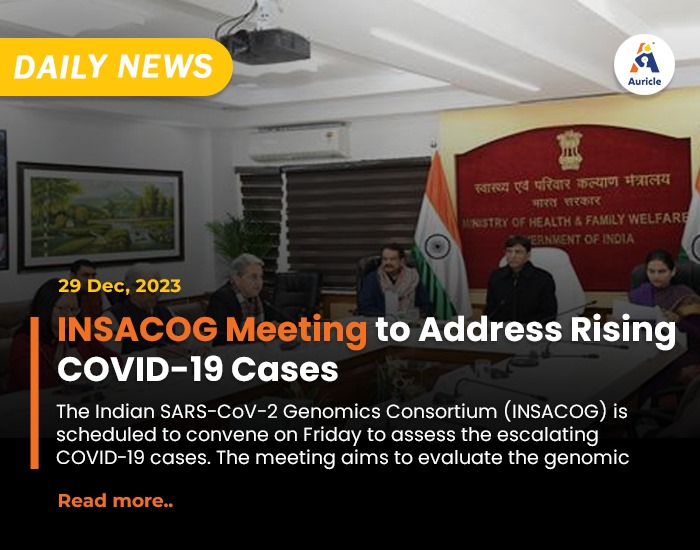 DAILY NEWS
Auricle
स्वास्थ्य एवं परिवार कल्याण मंत्रालय
भारत सरकार
MINISTRY OF HEALTH & FAMILY WELFARE
GOVERNMENT OF INDIA
29 Dec, 2023
INSACOG Meeting to Address Rising
COVID-19 Cases
The Indian SARS-CoV-2 Genomics Consortium (INSACOG) is
scheduled to convene on Friday to assess the escalating
COVID-19 cases. The meeting aims to evaluate the genomic
Read more..